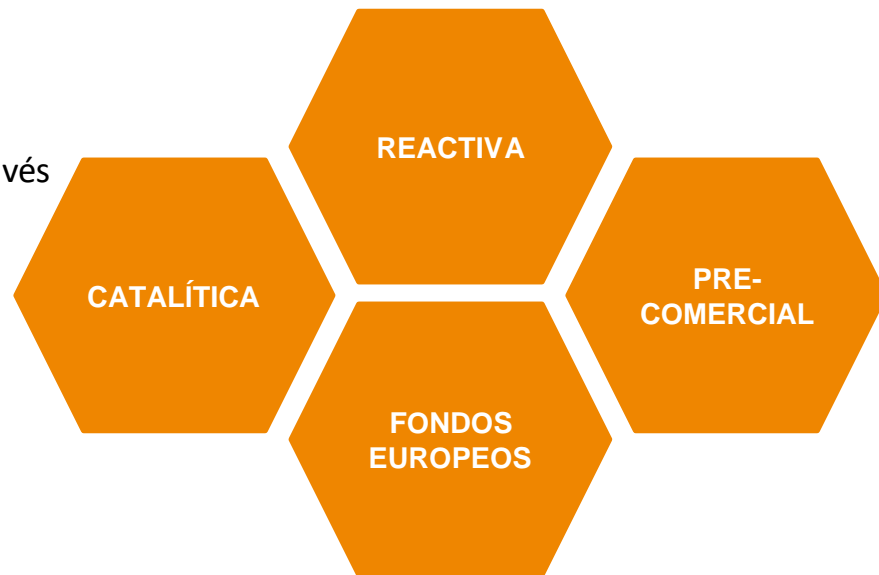 REACTIVA
vés
CATALÍTICA
PRE-
COMERCIAL
FONDOS
EUROPEOS